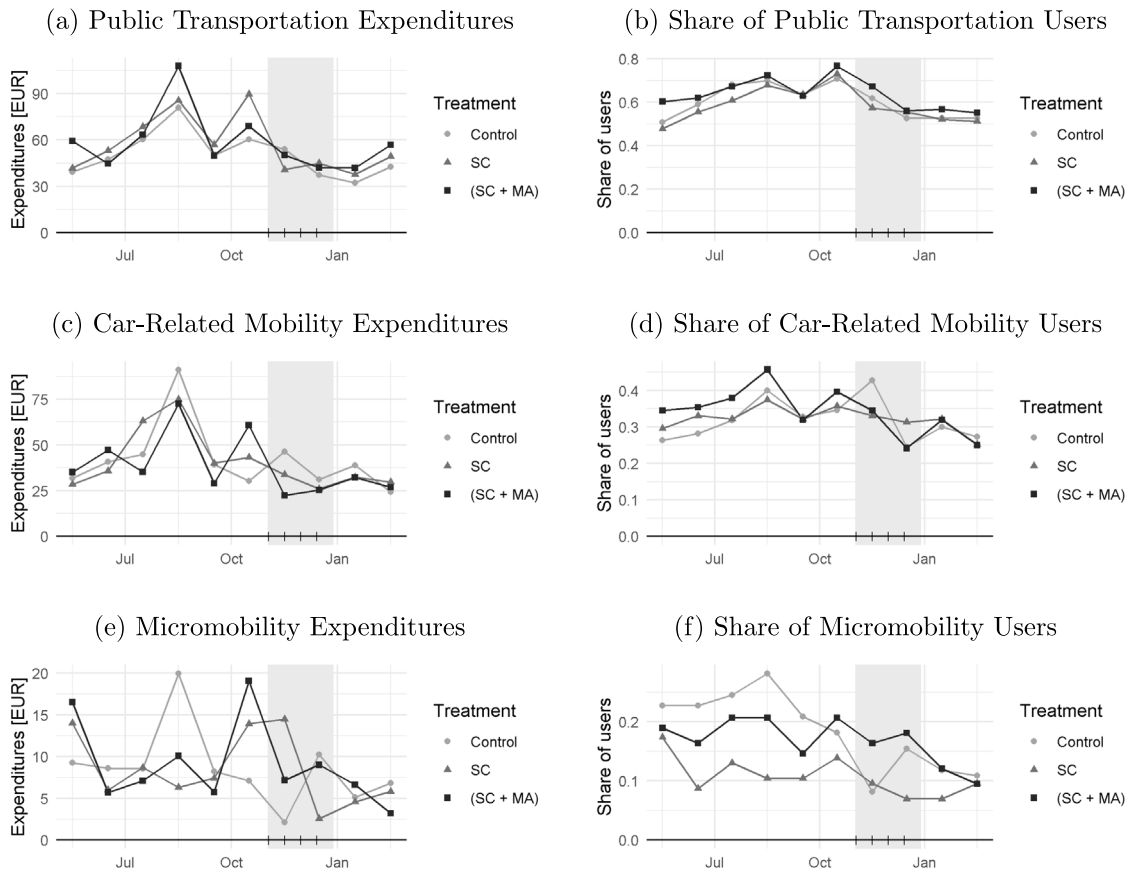 (a) Public Transportation Expenditures
Expenditures [EUR]
90
60
30
0
Jul
Oct
Jan
Treatment
Control
SC
(SC + MA)
(b) Share of Public Transportation Users
Share of users
0.8
0.6
0.4
0.2
0.0
Jul
Oct
Jan
Treatment
Control
SC
(SC + MA)
(c) Car-Related Mobility Expenditures
Expenditures [EUR]
75
50
25
0
Jul
Oct
Jan
Treatment
Control
SC
(SC + MA)
(d) Share of Car-Related Mobility Users
Share of users
0.4
0.3
0.2
0.1
0.0
Jul
Oct
Jan
Treatment
Control
SC
(SC + MA)
(e) Micromobility Expenditures
Expenditures [EUR]
20
15
10
5
0
Jul
Oct
Jan
Treatment
Control
SC
(SC + MA)
(f) Share of Micromobility Users
Share of users
0.2
0.1
0.0
Jul
Oct
Jan
Treatment
Control
SC
(SC + MA)